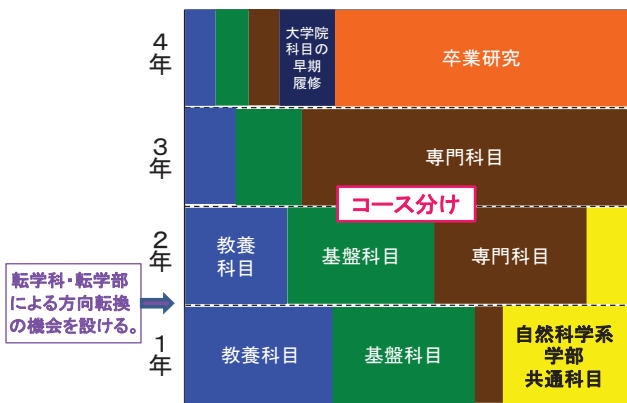 4年
大学院
科目の
早期
履修
卒業研究
3年
専門科目
コース分け
2年
教養
科目
基盤科目
専門科目
転学科・転学部
による方向転換
の機会を設ける。
1年
教養科目
基盤科目
自然科学系
学部
共通科目